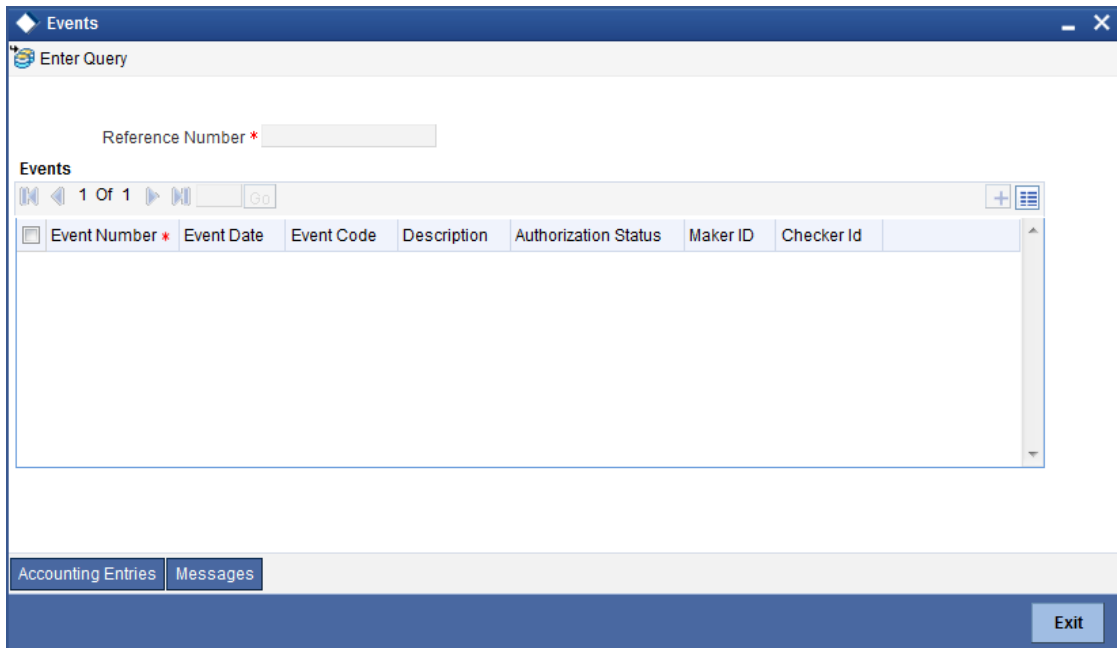 Events
Enter Query
Reference Number *
Events
1 Of 1 Go
Event Number * Event Date Event Code Description Authorization Status Maker ID Checker Id
Accounting Entries Messages
Exit